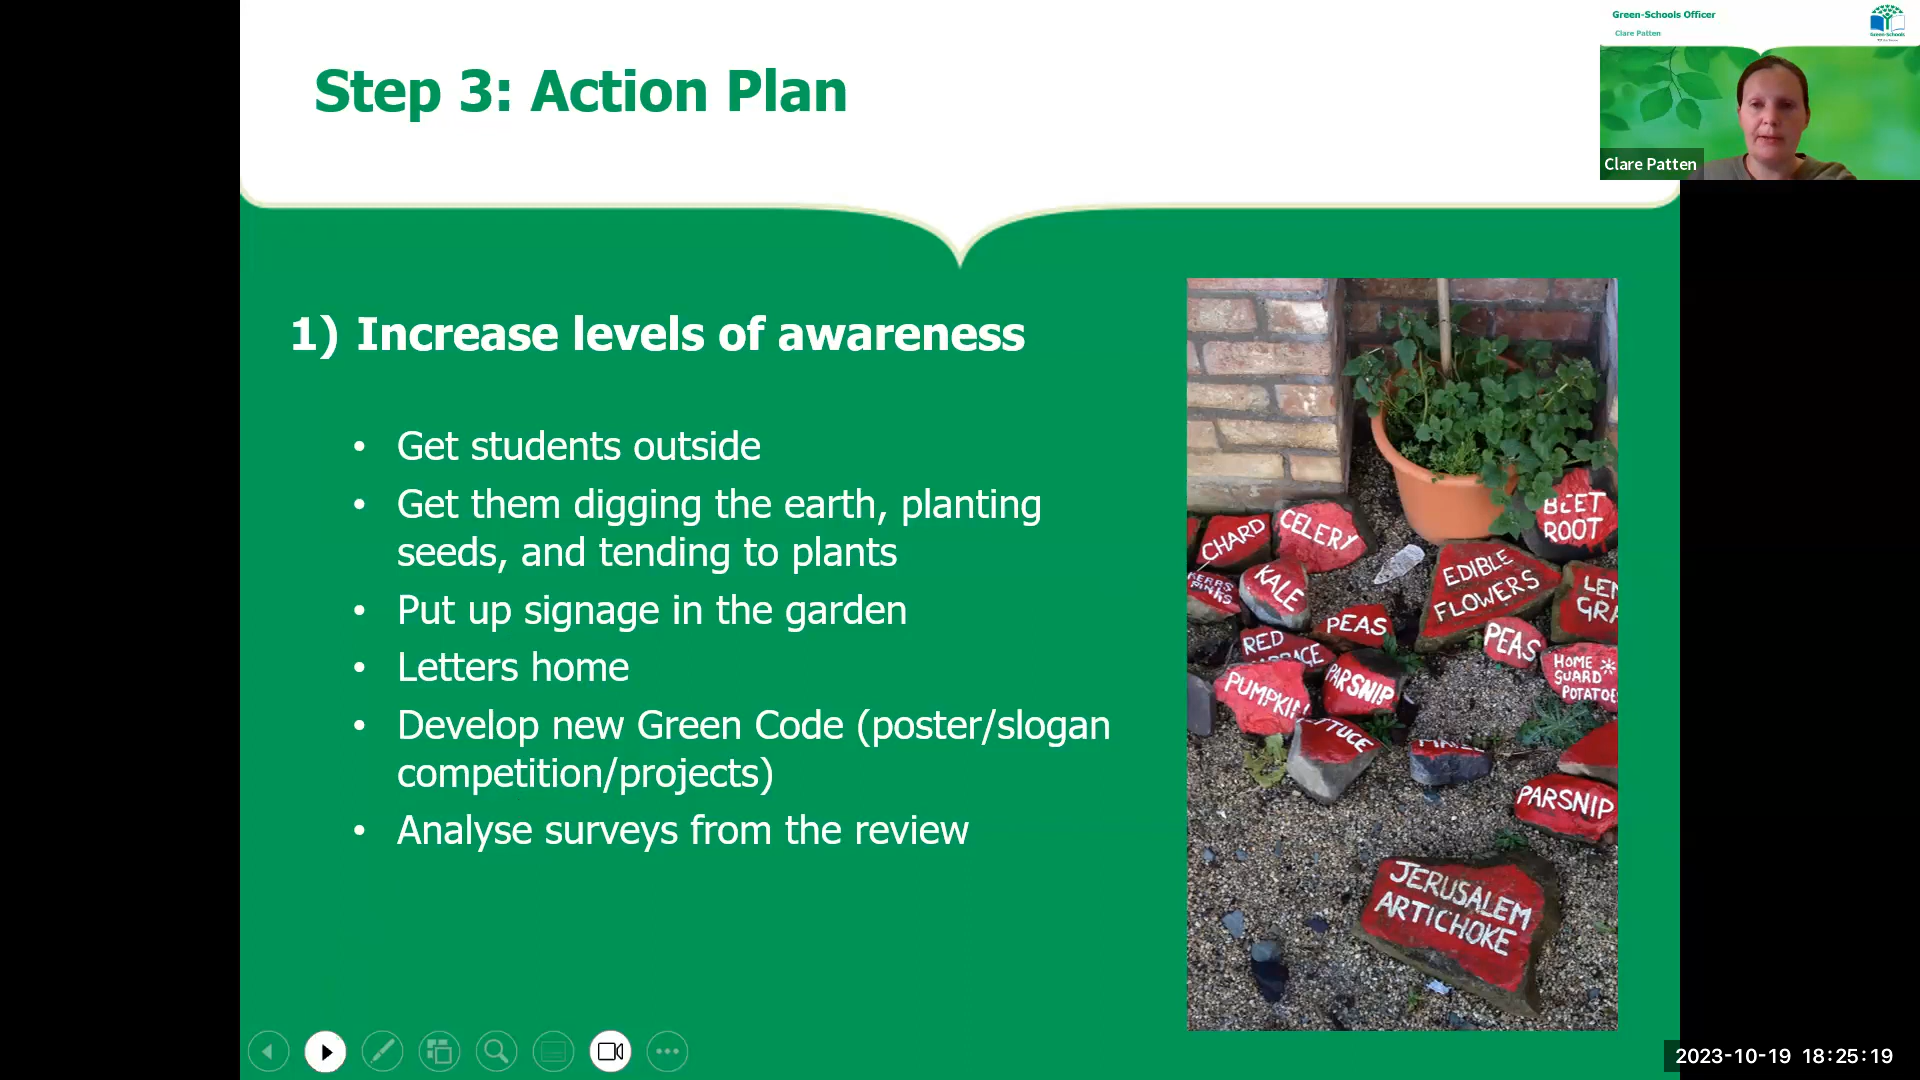 Step 3: Action Plan
Green-Schools Officer
Clare Patten
Clare Patten
1) Increase levels of awareness
• Get students outside
• Get them digging the earth, planting
seeds, and tending to plants
• Put up signage in the garden
• Letters home
• Develop new Green Code (poster/slogan
competition/projects)
• Analyse surveys from the review
BEET
ROOT
CHARD
CELERY
KERRS
PINKS
KALE
EDIBLE
FLOWERS
PEAS
RED
PEAS
HOME
GUARD
POTATOE
PUMPKIN
PARSNIP
PARSNIP
JERUSALEM
ARTICHOKE
2023-10-19 18:25:19